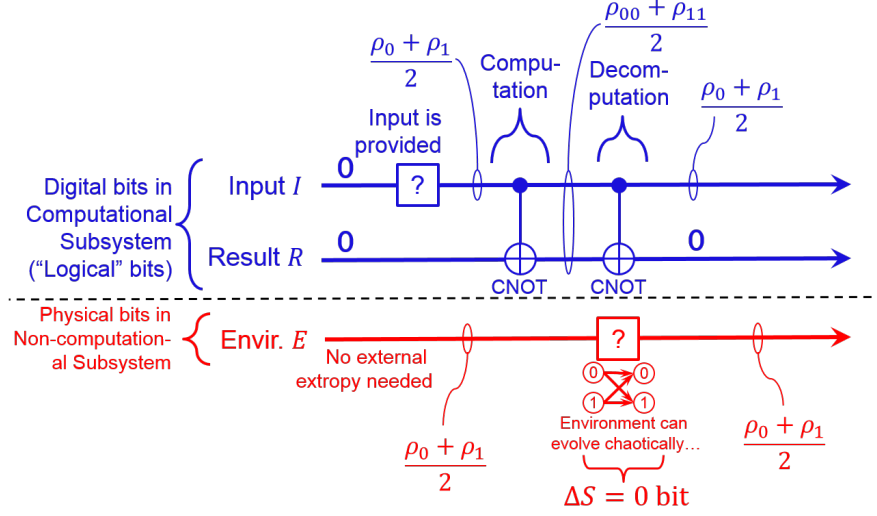 ρ₀ + ρ₁
2
Compu-
tation
ρ₀₀ + ρ₁₁
2
Decom-
putation
ρ₀ + ρ₁
2
Input is
provided
Digital bits in
Computational
Subsystem
("Logical" bits)
Input I
0
?
Result R
0
0
CNOT
CNOT
Physical bits in
Non-computation-
al Subsystem
Envir. E
?
No external
extropy needed
0 0
1 1
Environment can
evolve chaotically…
ρ₀ + ρ₁
2
ρ₀ + ρ₁
2
ΔS = 0 bit